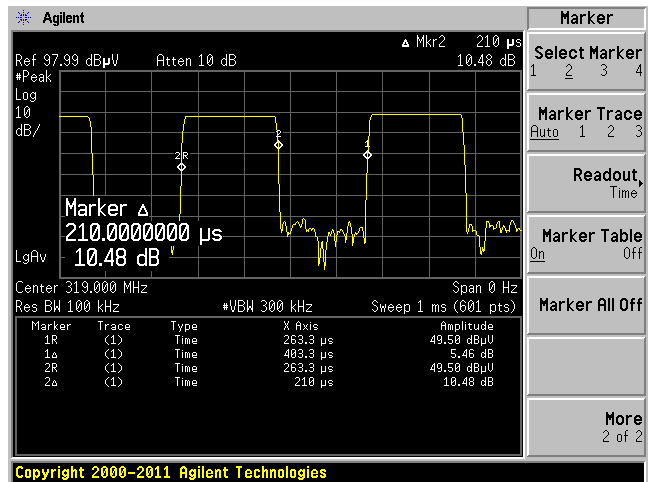 Agilent
Marker
▵ Mkr2 210 µs
Ref 97.99 dBµV Atten 10 dB 10.48 dB
#Peak
Log
10
dB/
2R
2
1
Marker ▵
210.0000000 µs
10.48 dB
LgAv
Center 319.000 MHz Span 0 Hz
Res BW 100 kHz #VBW 300 kHz Sweep 1 ms (601 pts)
Marker Trace Type X Axis Amplitude
1R (1) Time 263.3 µs 49.50 dBµV
1▵ (1) Time 403.3 µs 5.46 dB
2R (1) Time 263.3 µs 49.50 dBµV
2▵ (1) Time 210 µs 10.48 dB
Select Marker
1 2 3 4
Marker Trace
Auto 1 2 3
Readout
Time
Marker Table
On Off
Marker All Off
More
2 of 2
Copyright 2000-2011 Agilent Technologies